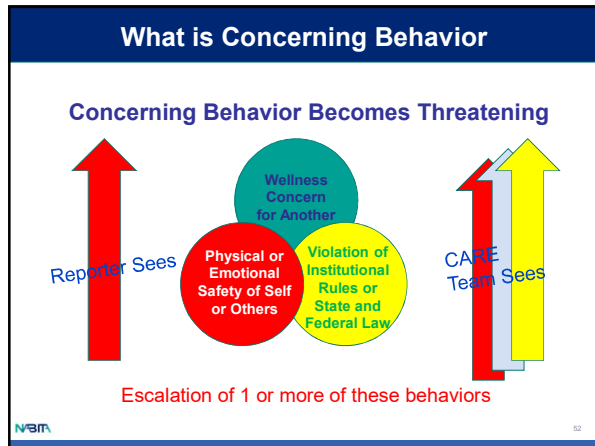 What is Concerning Behavior
Concerning Behavior Becomes Threatening
Wellness
Concern
for Another
Reporter Sees
Physical or
Emotional
Safety of Self
or Others
Violation of
Institutional
Rules or
State and
Federal Law
CARE
Team Sees
Escalation of 1 or more of these behaviors
NABITA
52